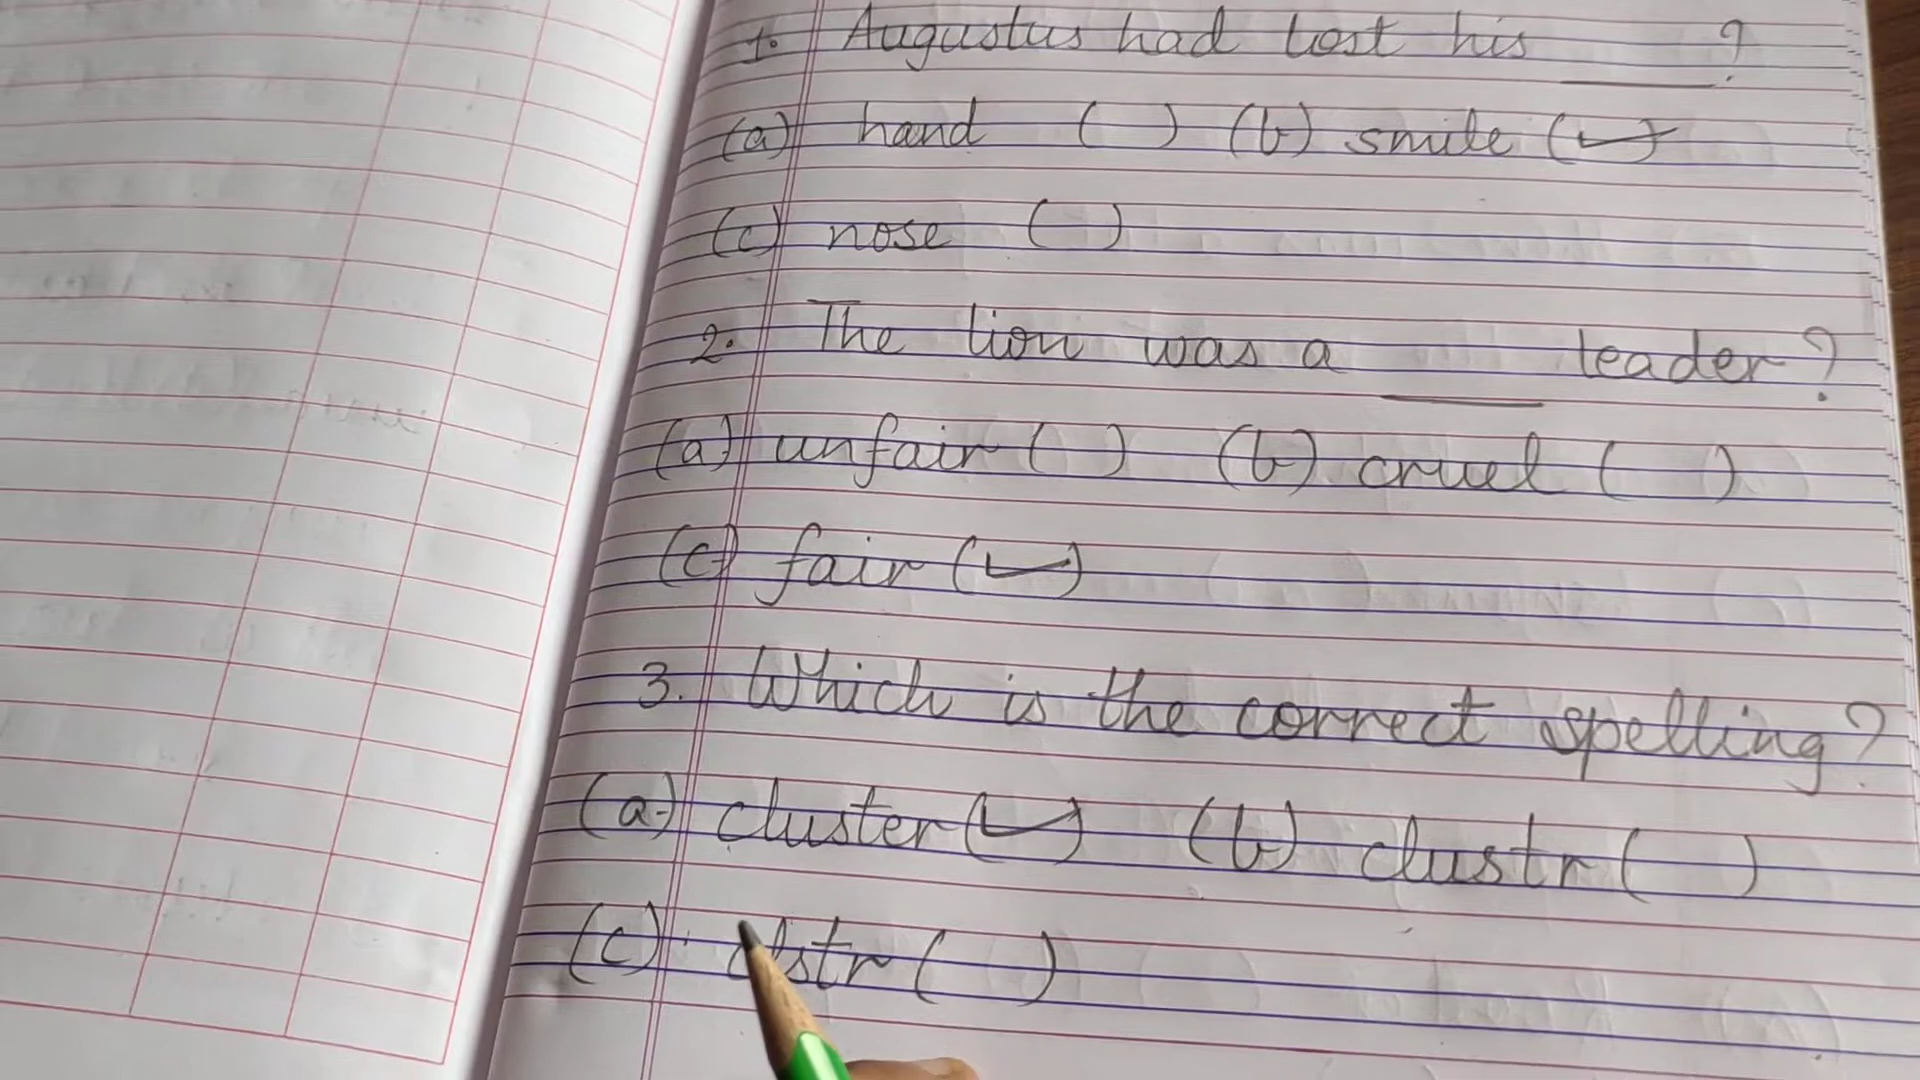 1. Augustus had lost his ____?
(a) hand ( ) (b) smile (✓)
(c) nose ( )
2. The lion was a ____ leader?
(a) unfair ( ) (b) cruel ( )
(c) fair (✓)
3. Which is the correct spelling?
(a) cluster (✓) (b) clustr ( )
(c) clstr ( )